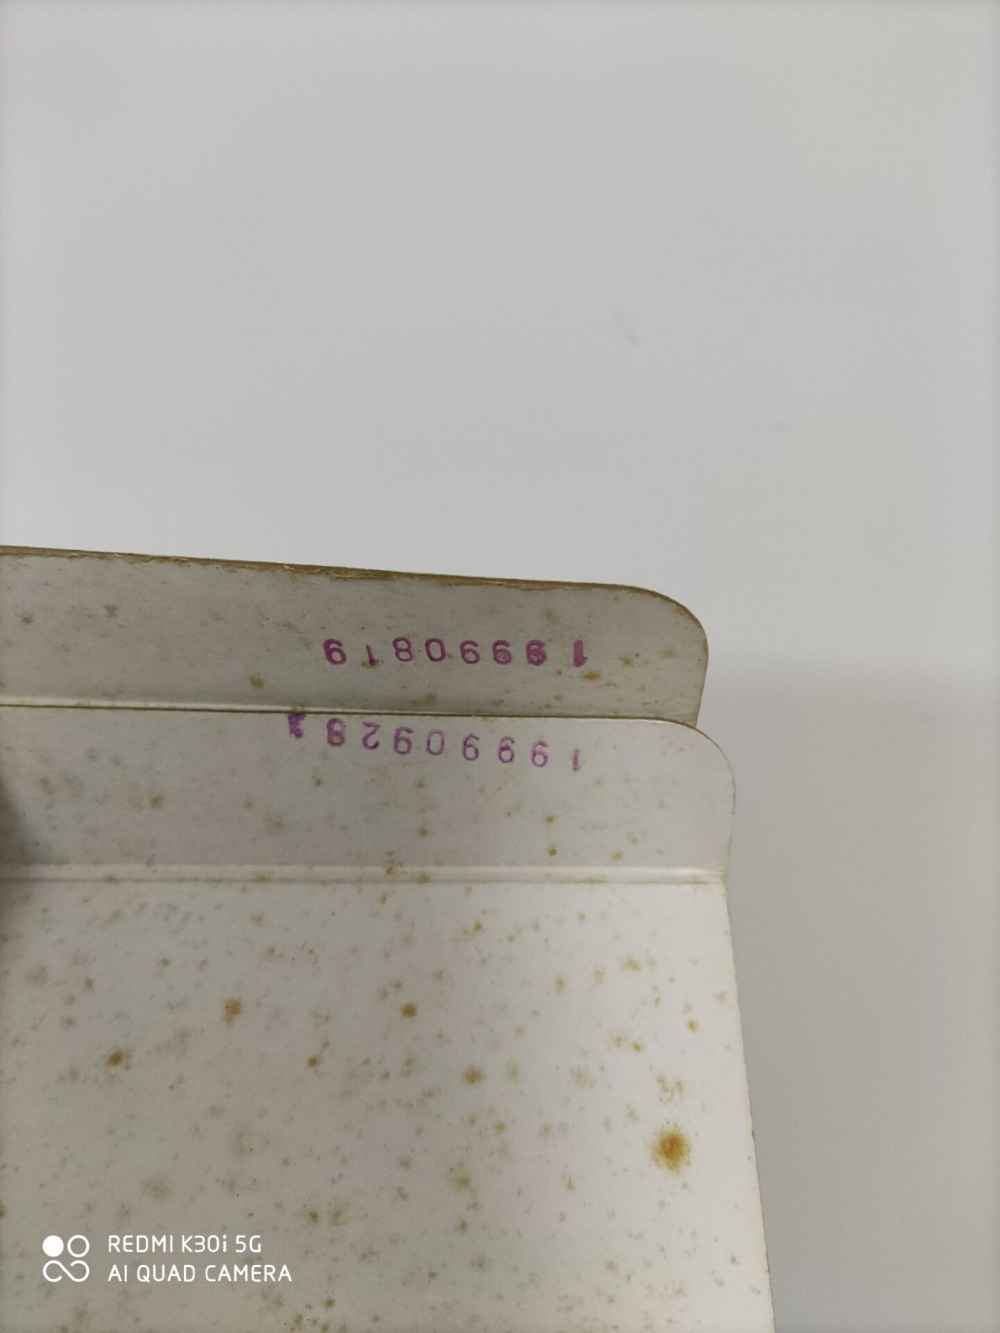 19990819
19990928
REDMI K30i 5G
AI QUAD CAMERA